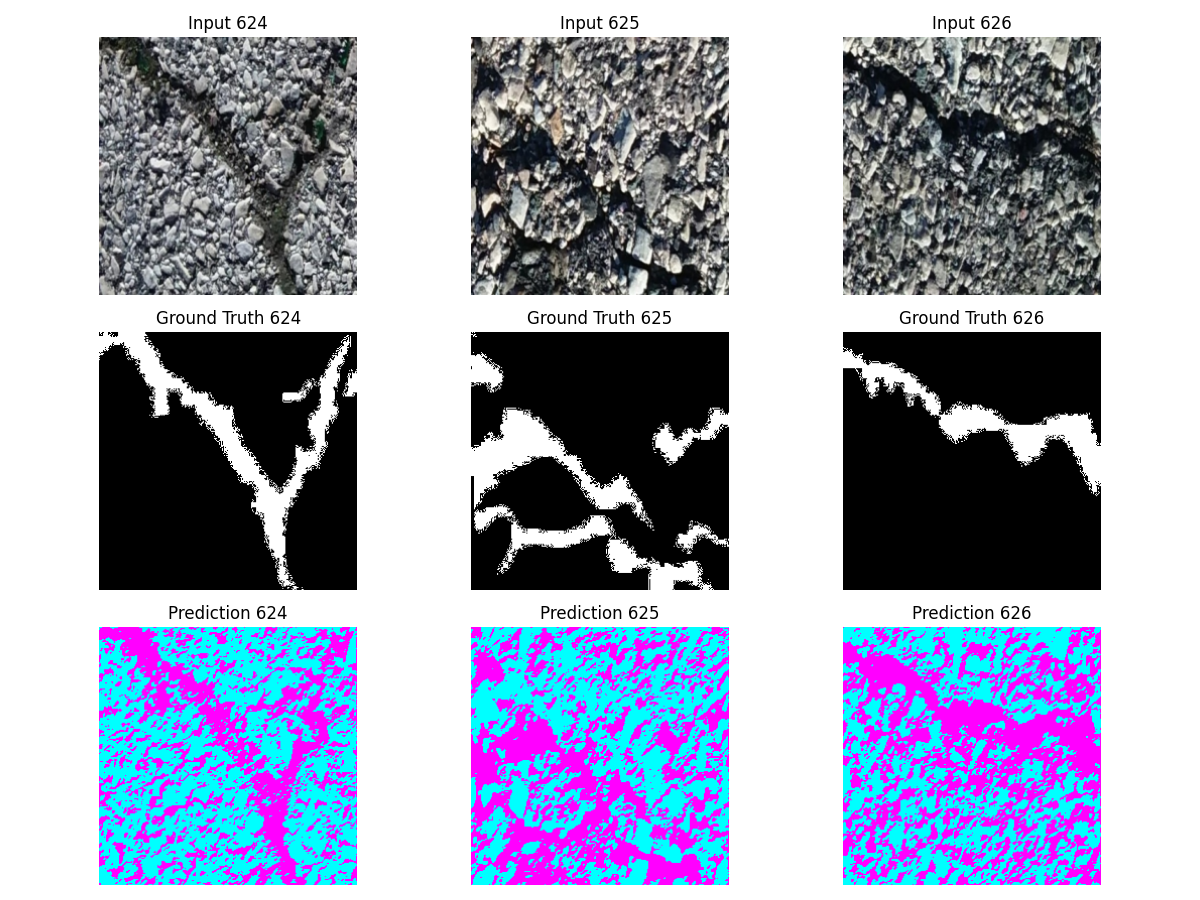 Input 624
Input 625
Input 626
Ground Truth 624
Ground Truth 625
Ground Truth 626
Prediction 624
Prediction 625
Prediction 626